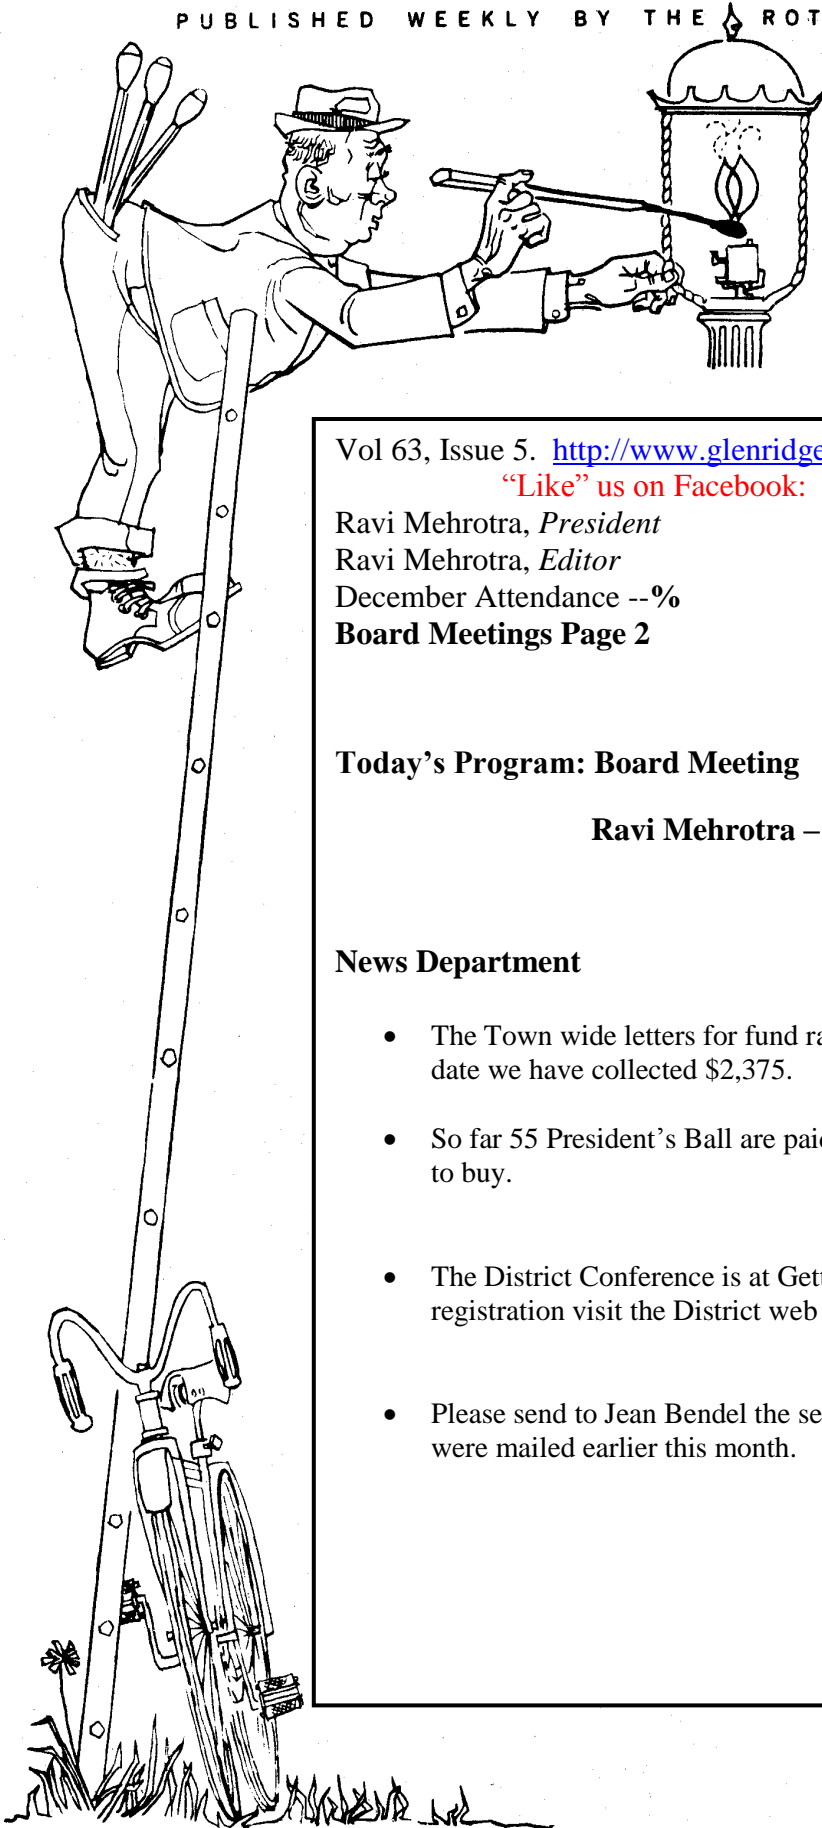 PUBLISHED WEEKLY BY THE ROT
Vol 63, Issue 5. http://www.glenridge
“Like” us on Facebook:
Ravi Mehrotra, President
Ravi Mehrotra, Editor
December Attendance --%
Board Meetings Page 2
Today’s Program: Board Meeting
Ravi Mehrotra –
News Department
• The Town wide letters for fund ra
date we have collected $2,375.
• So far 55 President’s Ball are paid
to buy.
• The District Conference is at Gett
registration visit the District web
• Please send to Jean Bendel the se
were mailed earlier this month.